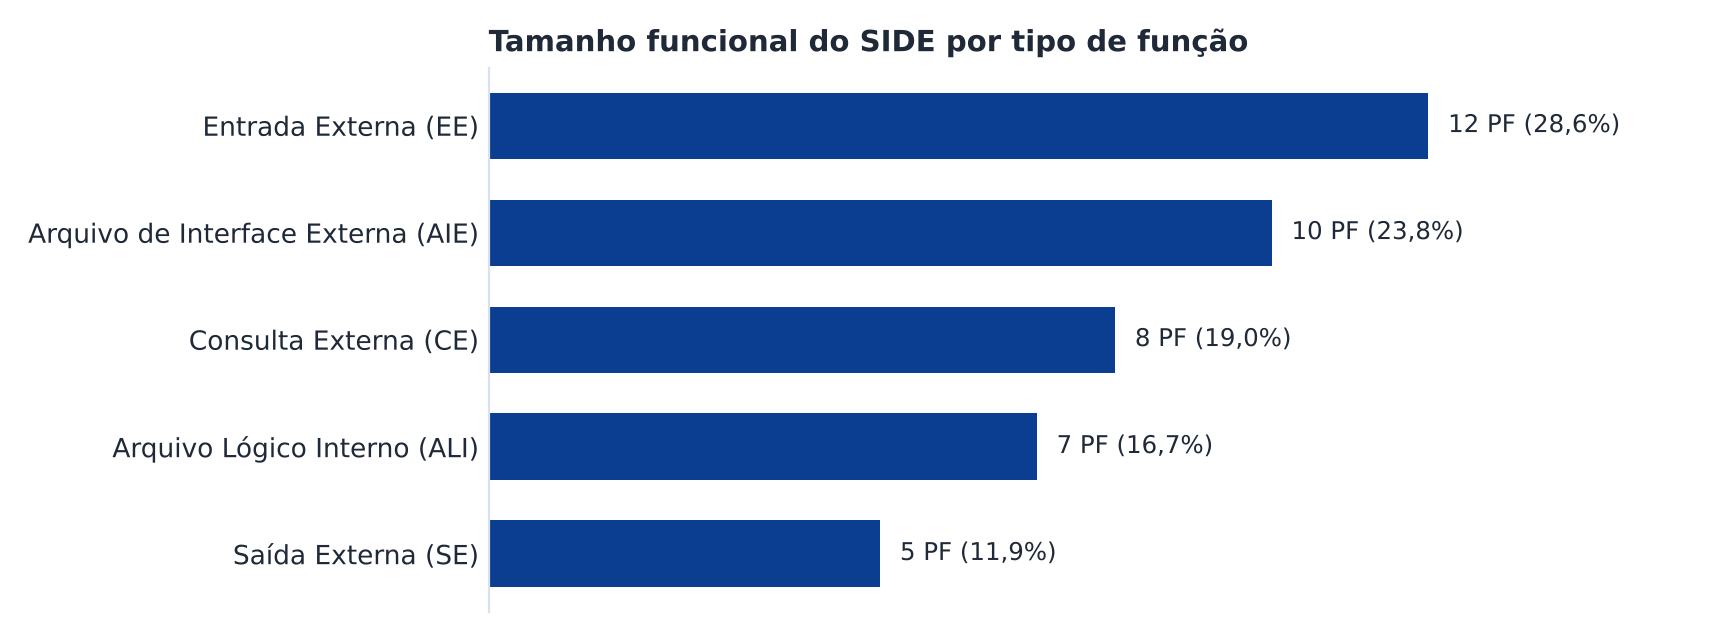 Tamanho funcional do SIDE por tipo de função
Entrada Externa (EE) 12 PF (28,6%)
Arquivo de Interface Externa (AIE) 10 PF (23,8%)
Consulta Externa (CE) 8 PF (19,0%)
Arquivo Lógico Interno (ALI) 7 PF (16,7%)
Saída Externa (SE) 5 PF (11,9%)